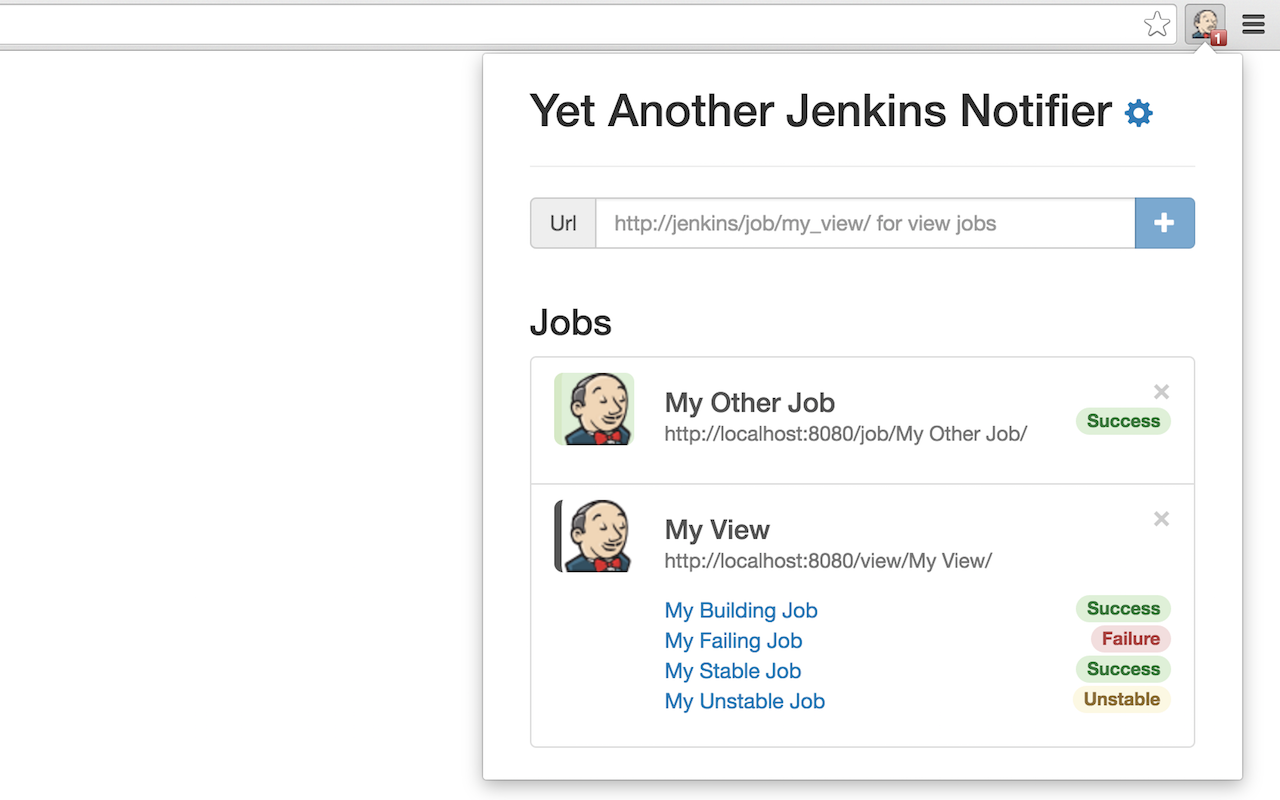 1
Yet Another Jenkins Notifier
Url http://jenkins/job/my_view/ for view jobs
Jobs
My Other Job
http://localhost:8080/job/My Other Job/
Success
My View
http://localhost:8080/view/My View/
My Building Job Success
My Failing Job Failure
My Stable Job Success
My Unstable Job Unstable